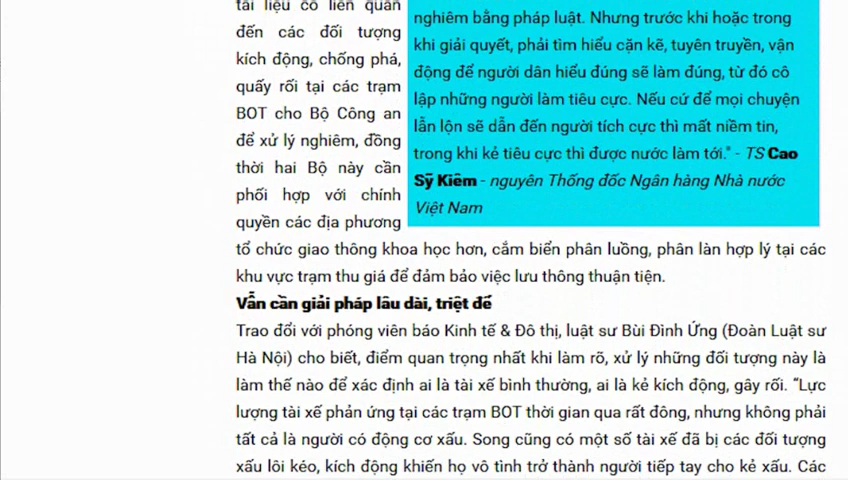 tài liệu có liên quan
đến các đối tượng
kích động, chống phá,
quấy rối tại các trạm
BOT cho Bộ Công an
để xử lý nghiêm, đồng
thời hai Bộ này cần
phối hợp với chính
quyền các địa phương
nghiêm bằng pháp luật. Nhưng trước khi hoặc trong
khi giải quyết, phải tìm hiểu cặn kẽ, tuyên truyền, vận
động để người dân hiểu đúng sẽ làm đúng, từ đó cô
lập những người làm tiêu cực. Nếu cứ để mọi chuyện
lẫn lộn sẽ dẫn đến người tích cực thì mất niềm tin,
trong khi kẻ tiêu cực thì được nước làm tới." - TS Cao
Sỹ Kiêm - nguyên Thống đốc Ngân hàng Nhà nước
Việt Nam
tổ chức giao thông khoa học hơn, cắm biển phân luồng, phân làn hợp lý tại các
khu vực trạm thu giá để đảm bảo việc lưu thông thuận tiện.
Vẫn cần giải pháp lâu dài, triệt để
Trao đổi với phóng viên báo Kinh tế & Đô thị, luật sư Bùi Đình Ứng (Đoàn Luật sư
Hà Nội) cho biết, điểm quan trọng nhất khi làm rõ, xử lý những đối tượng này là
làm thế nào để xác định ai là tài xế bình thường, ai là kẻ kích động, gây rối. “Lực
lượng tài xế phản ứng tại các trạm BOT thời gian qua rất đông, nhưng không phải
tất cả là người có động cơ xấu. Song cũng có một số tài xế đã bị các đối tượng
xấu lôi kéo, kích động khiến họ vô tình trở thành người tiếp tay cho kẻ xấu. Các